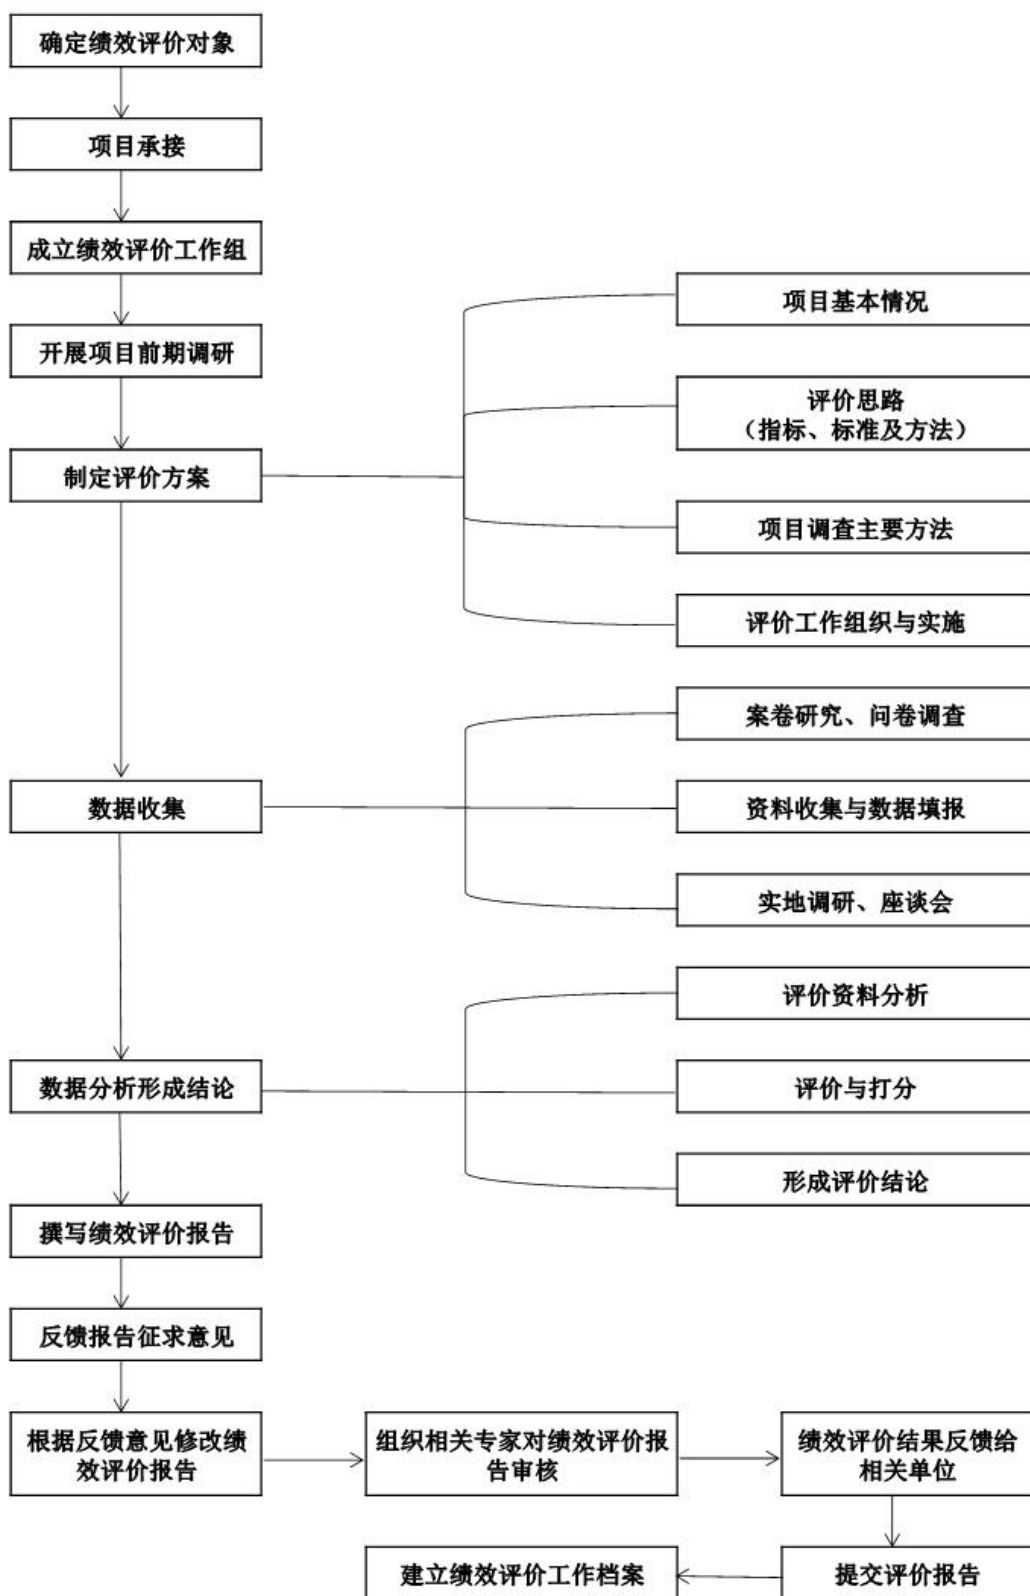 确定绩效评价对象
项目承接
成立绩效评价工作组
开展项目前期调研
制定评价方案
项目基本情况
评价思路
（指标、标准及方法）
项目调查主要方法
评价工作组织与实施
数据收集
案卷研究、问卷调查
资料收集与数据填报
实地调研、座谈会
数据分析形成结论
评价资料分析
评价与打分
形成评价结论
撰写绩效评价报告
反馈报告征求意见
根据反馈意见修改绩
效评价报告
组织相关专家对绩效评价报
告审核
绩效评价结果反馈给
相关单位
提交评价报告
建立绩效评价工作档案